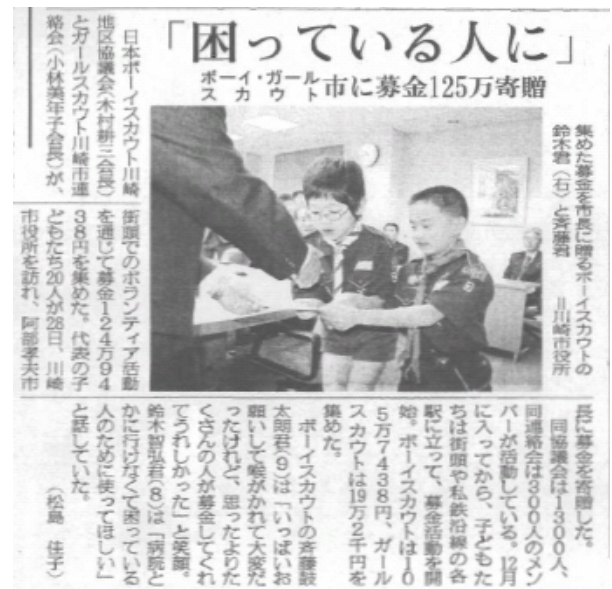 「困っている人に」
ボーイ・ガール
スカウト 市に募金125万寄贈
集めた募金を市長に贈るボーイスカウトの
鈴木君(右)と斉藤君 =川崎市役所
日本ボーイスカウト川崎
地区協議会(木村耕三会長)
とガールスカウト川崎市連
絡会(小林美年子会長)が、
街頭でのボランティア活動
を通じて募金124万94
38円を集めた。代表の子
どもたち20人が28日、川崎
市役所を訪れ、阿部孝夫市
長に募金を寄贈した。
同協議会は1300人、
同連絡会は300人のメン
バーが活動している。12月
に入ってから、子どもた
ちは街頭や私鉄沿線の各
駅に立って、募金活動を開
始。ボーイスカウトは10
5万7438円、ガール
スカウトは19万2千円を
集めた。
ボーイスカウトの斉藤鼓
太朗君(9)は「いっぱいお
願いして喉がかれて大変だ
ったけれど、思ったよりた
くさんの人が募金してくれ
てうれしかった」と笑顔。
鈴木智弘君(8)は「病院と
かに行けなくて困っている
人のために使ってほしい」
と話していた。
(松島 佳子)